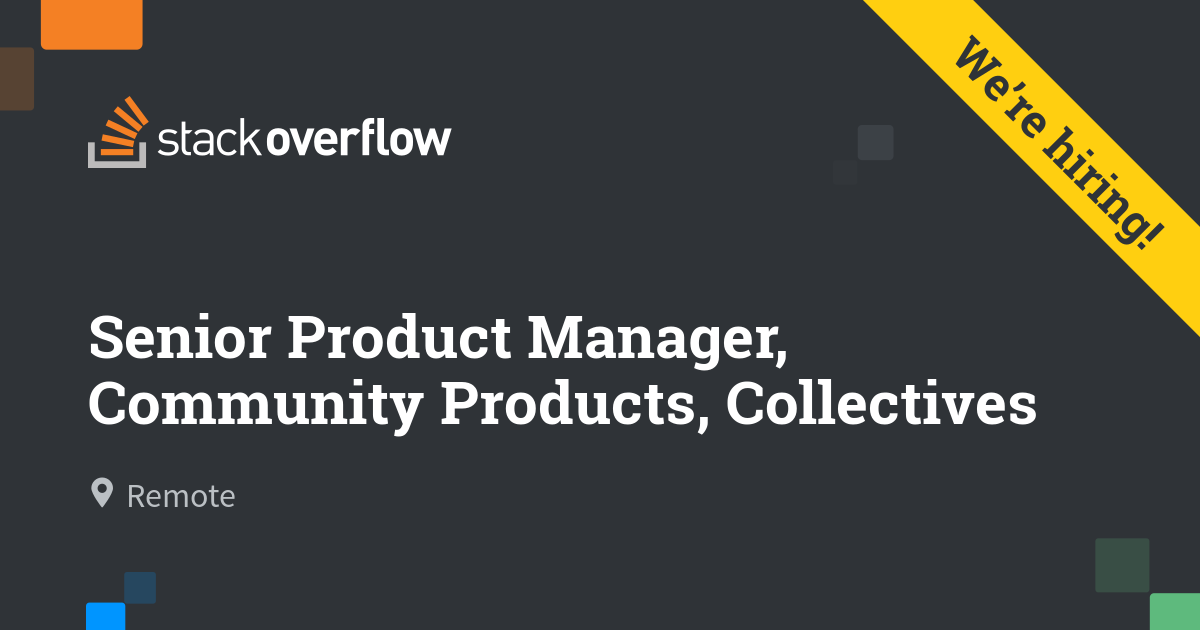 stackoverflow
We're hiring!
Senior Product Manager,
Community Products, Collectives
Remote